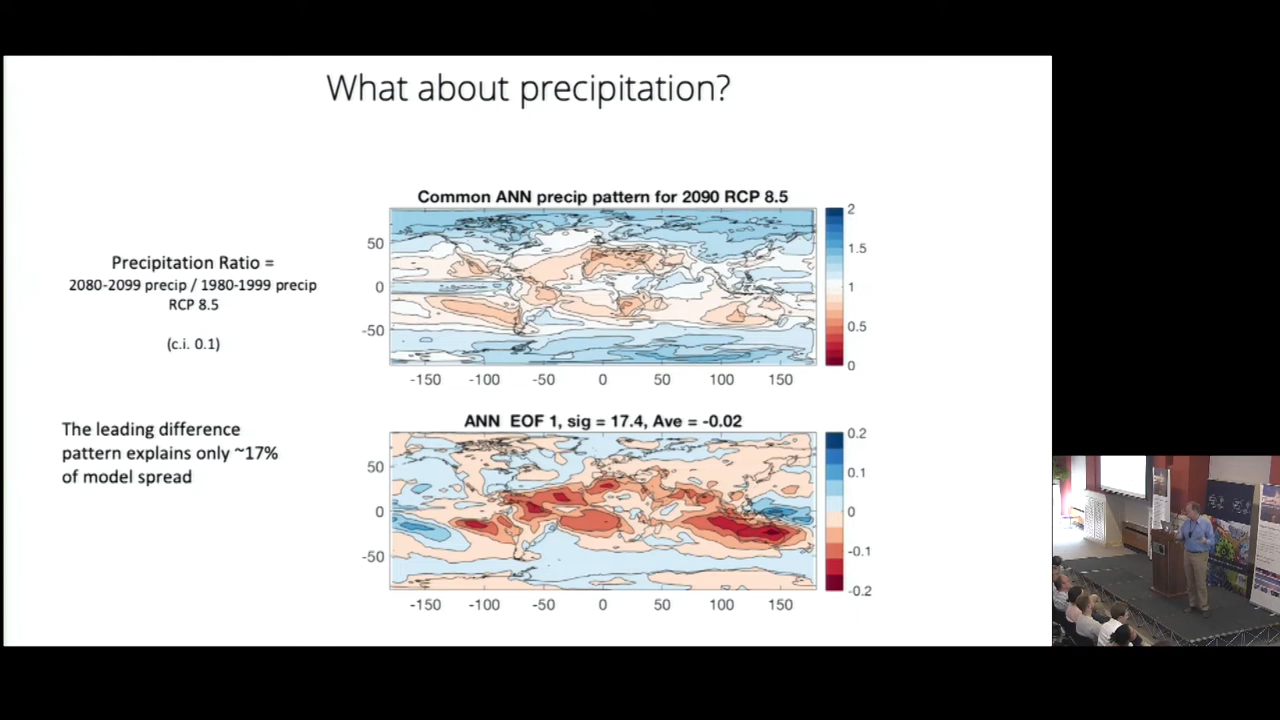 What about precipitation?
Precipitation Ratio =
2080-2099 precip / 1980-1999 precip
RCP 8.5
(c.i. 0.1)
Common ANN precip pattern for 2090 RCP 8.5
50
0
-50
-150 -100 -50 0 50 100 150
2
1.5
1
0.5
0
The leading difference
pattern explains only ~17%
of model spread
ANN EOF 1, sig = 17.4, Ave = -0.02
50
0
-50
-150 -100 -50 0 50 100 150
0.2
0.1
0
-0.1
-0.2